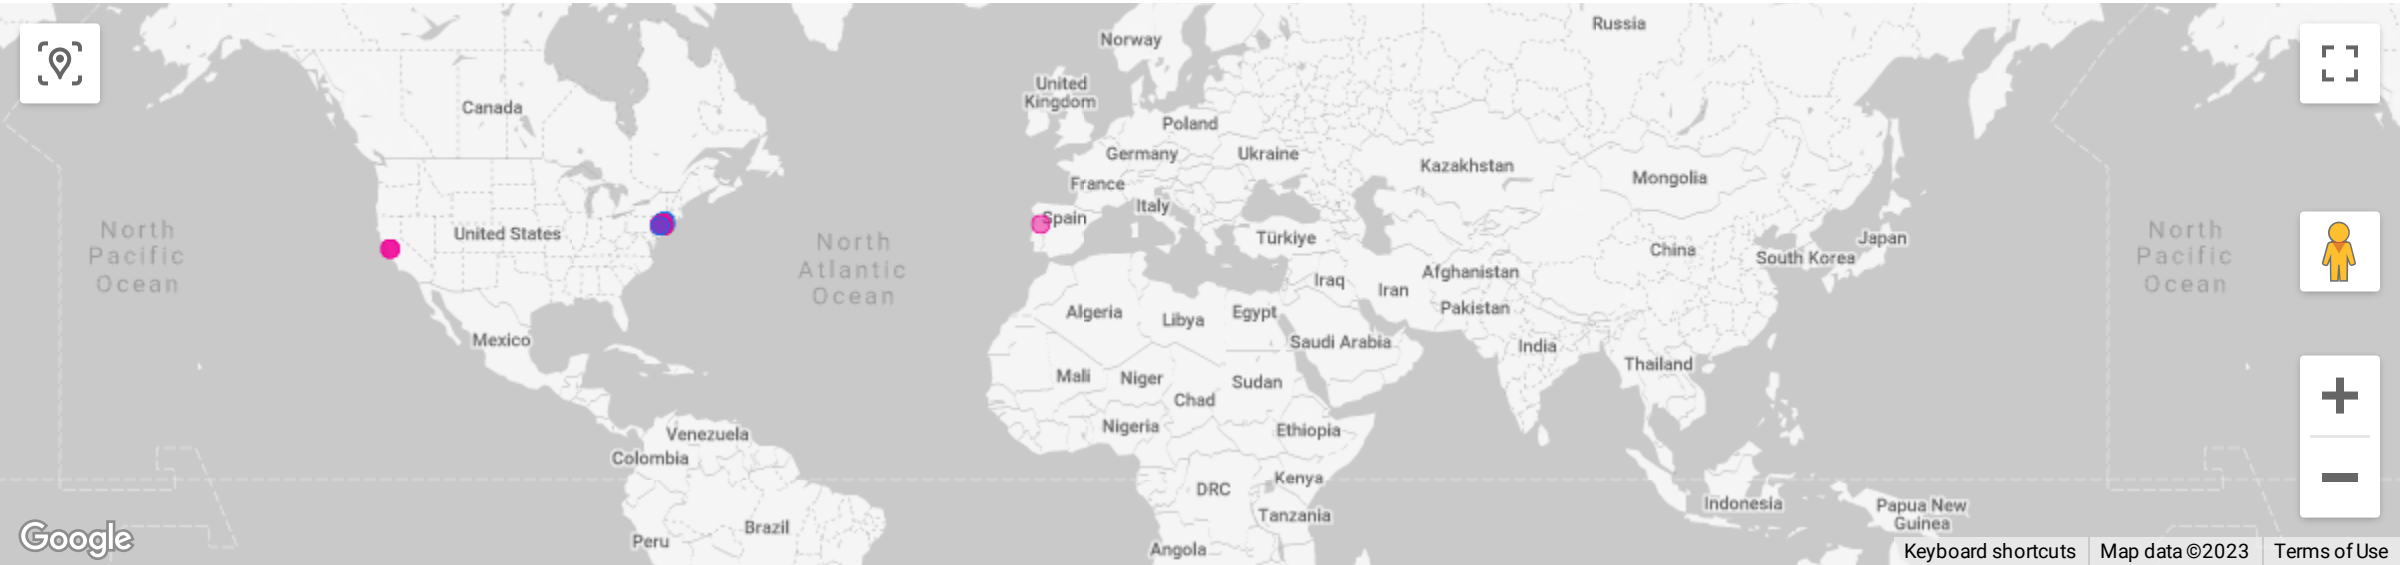 Russia
Norway
United
Kingdom
Canada
Poland
Germany
Ukraine
Kazakhstan
Mongolia
France
Italy
Spain
North
Pacific
Ocean
United States
North
Atlantic
Ocean
Türkiye
China
South Korea
Japan
North
Pacific
Ocean
Afghanistan
Iraq
Iran
Pakistan
Algeria
Libya
Egypt
Saudi Arabia
India
Mexico
Thailand
Mali
Niger
Sudan
Chad
Nigeria
Ethiopia
Venezuela
Colombia
Kenya
DRC
Indonesia
Papua New
Guinea
Tanzania
Brazil
Peru
Angola
Google
Keyboard shortcuts
Map data ©2023
Terms of Use